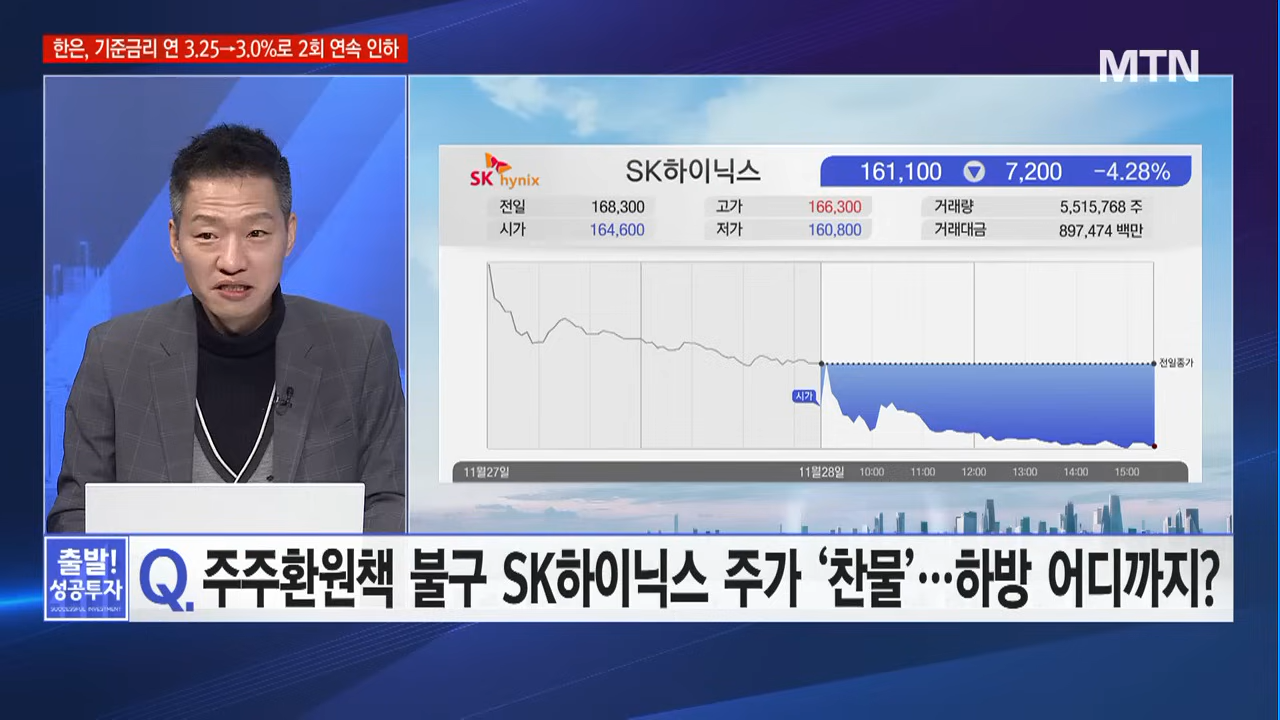 한은, 기준금리 연 3.25→3.0%로 2회 연속 인하
MTN
SK hynix
SK하이닉스
161,100 ▼ 7,200 -4.28%
전일 168,300 고가 166,300 거래량 5,515,768 주
시가 164,600 저가 160,800 거래대금 897,474 백만
전일종가
시가
11월27일 11월28일 10:00 11:00 12:00 13:00 14:00 15:00
출발!
성공투자
SUCCESSFUL INVESTMENT
Q. 주주환원책 불구 SK하이닉스 주가 ‘찬물’…하방 어디까지?